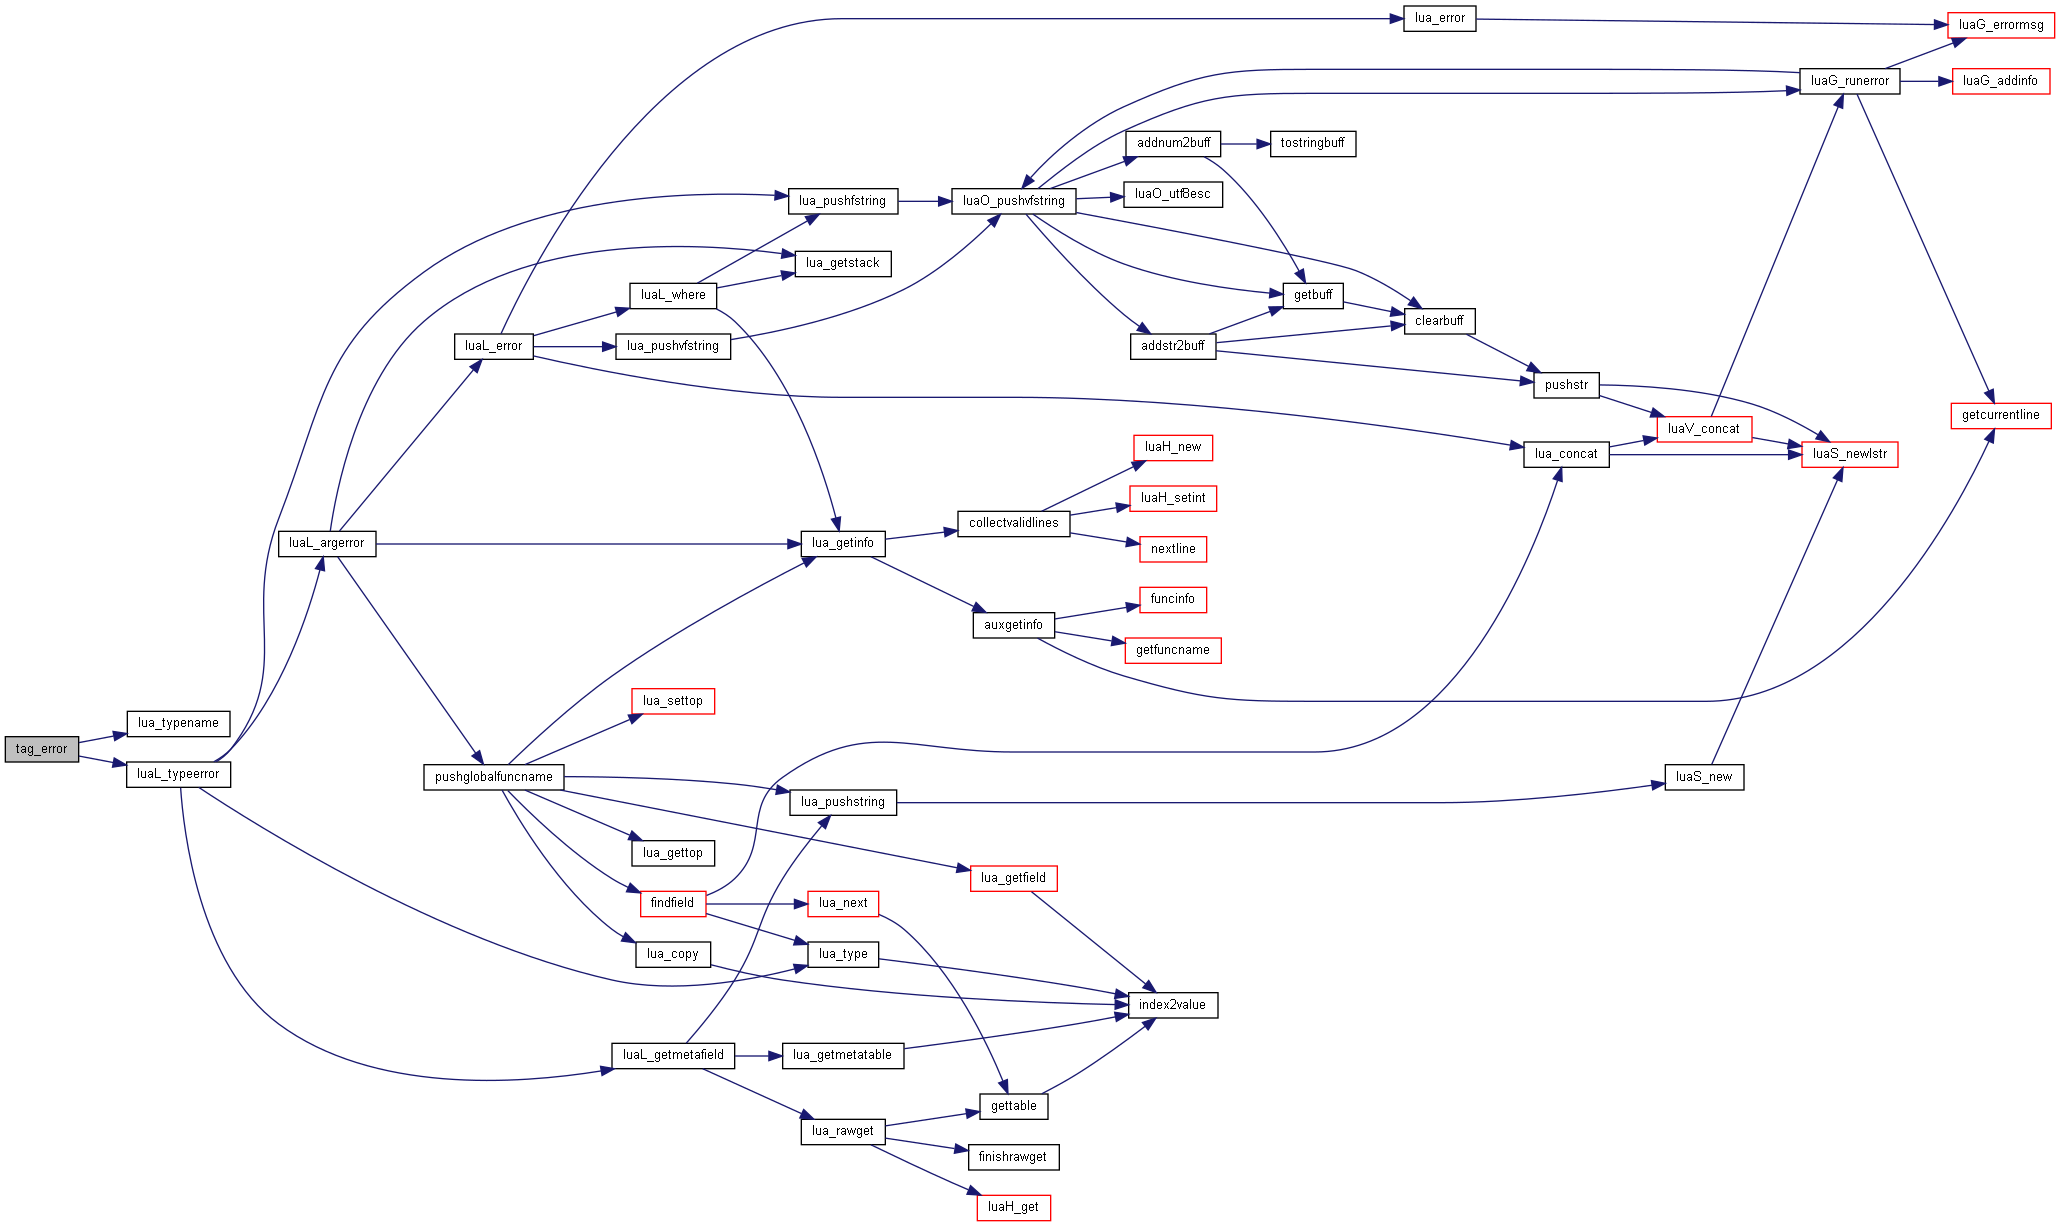 lua_error
luaG_errormsg
luaG_runerror
luaG_addinfo
addnum2buff
tostringbuff
lua_pushfstring
luaO_pushvfstring
luaO_utf8esc
lua_getstack
luaL_where
getbuff
clearbuff
luaL_error
lua_pushvfstring
addstr2buff
pushstr
getcurrentline
luaV_concat
luaH_new
lua_concat
luaS_newlstr
luaH_setint
collectvalidlines
luaL_argerror
lua_getinfo
nextline
funcinfo
auxgetinfo
getfuncname
lua_settop
lua_typename
tag_error
luaL_typeerror
pushglobalfuncname
luaS_new
lua_pushstring
lua_gettop
lua_getfield
findfield
lua_next
lua_copy
lua_type
index2value
luaL_getmetafield
lua_getmetatable
gettable
lua_rawget
finishrawget
luaH_get